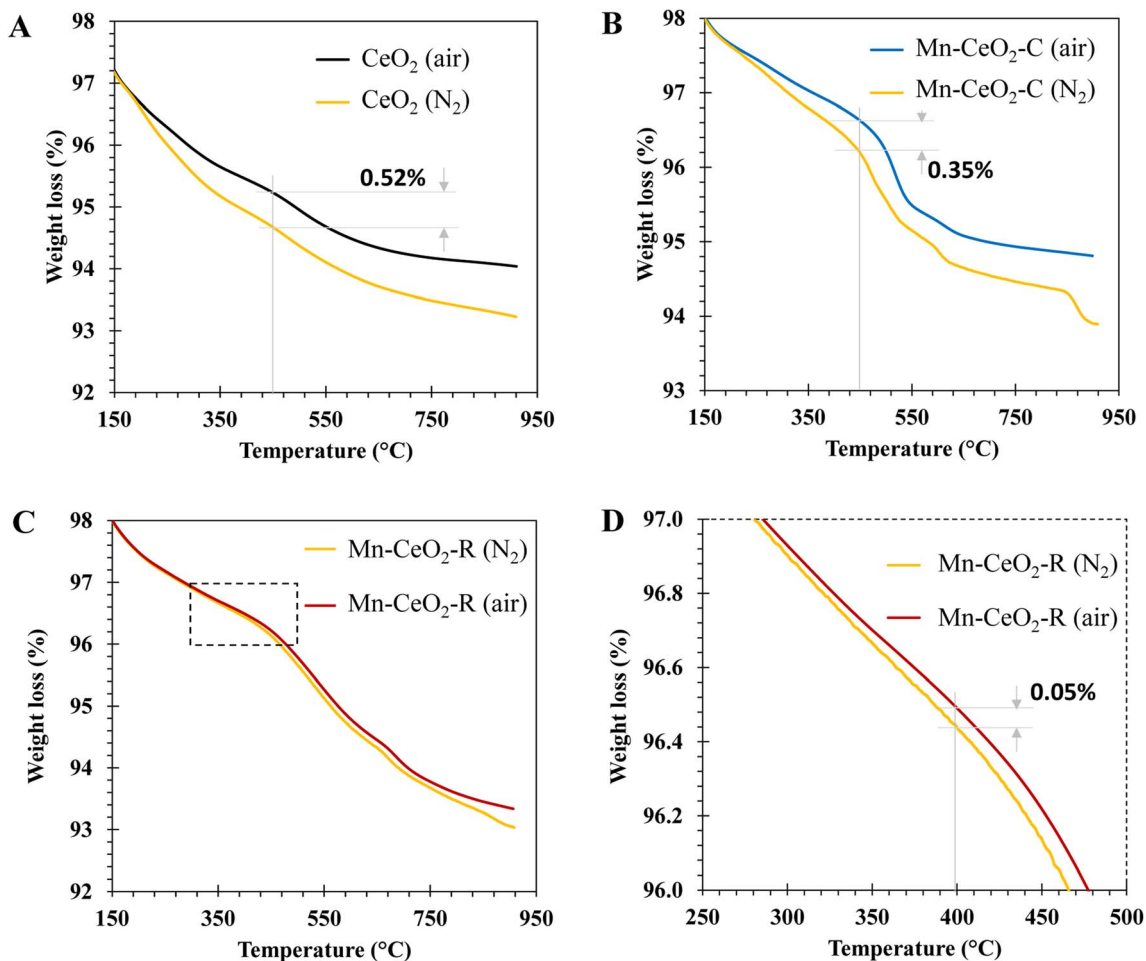 A
98
97
96
95
94
93
92
Weight loss (%)
CeO₂ (air)
CeO₂ (N₂)
0.52%
150 350 550 750 950
Temperature (°C)
B
98
97
96
95
94
93
Weight loss (%)
Mn-CeO₂-C (air)
Mn-CeO₂-C (N₂)
0.35%
150 350 550 750 950
Temperature (°C)
C
98
97
96
95
94
93
92
Weight loss (%)
Mn-CeO₂-R (N₂)
Mn-CeO₂-R (air)
150 350 550 750 950
Temperature (°C)
D
97.0
96.8
96.6
96.4
96.2
96.0
Weight loss (%)
Mn-CeO₂-R (N₂)
Mn-CeO₂-R (air)
0.05%
250 300 350 400 450 500
Temperature (°C)